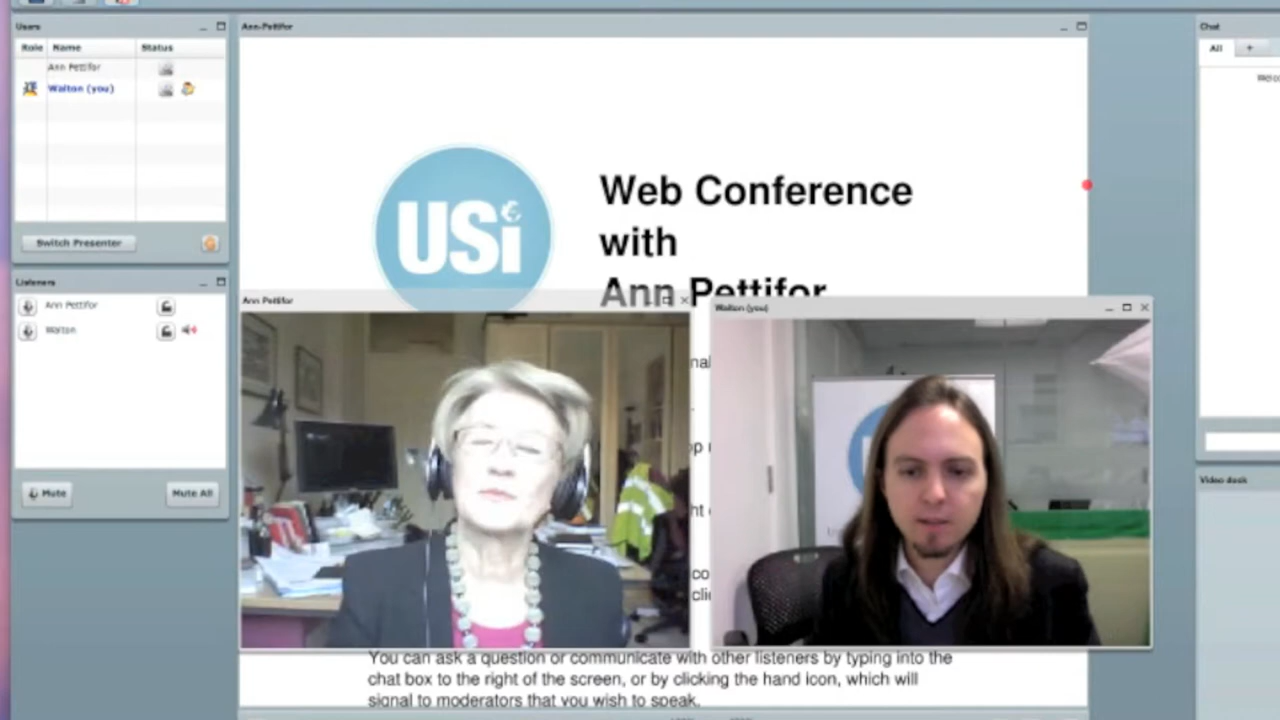 Users
Role Name Status
Ann Pettifor
Walton (you)
Switch Presenter
Listeners
Ann Pettifor
Walton
Mute Mute All
Ann-Pettifor
USi
Web Conference
with
Ann Pettifor
Ann Pettifor
Walton (you)
You can ask a question or communicate with other listeners by typing into the
chat box to the right of the screen, or by clicking the hand icon, which will
signal to moderators that you wish to speak.
Chat
All +
Welco
Video dock